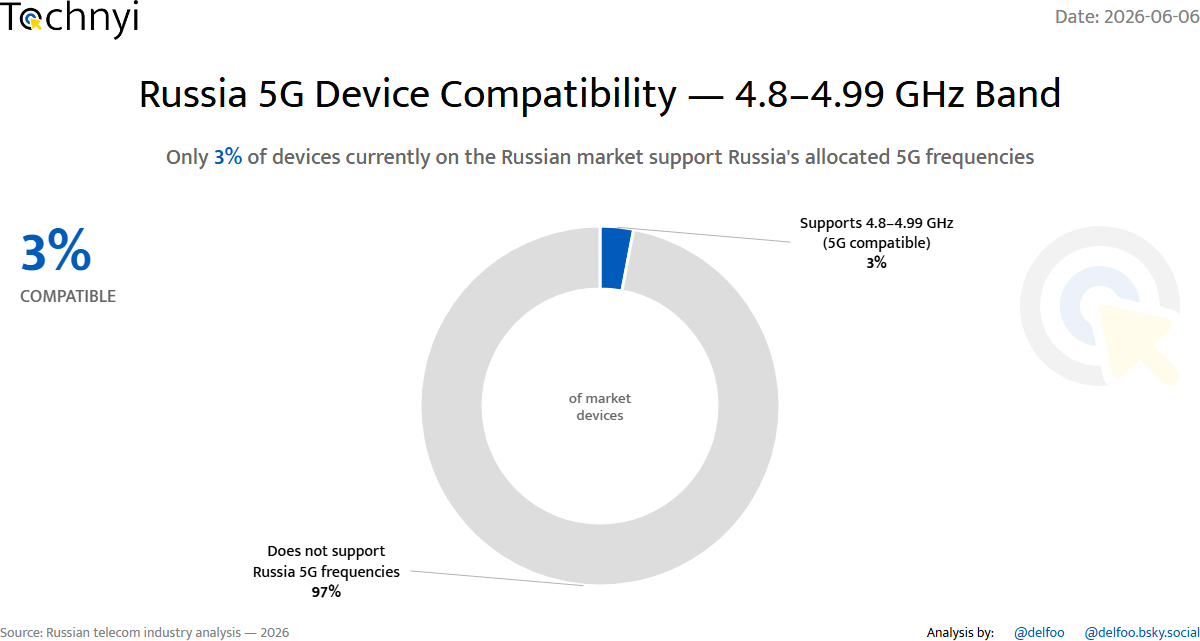 Technyi
Date: 2026-06-06
Russia 5G Device Compatibility — 4.8–4.99 GHz Band
Only 3% of devices currently on the Russian market support Russia's allocated 5G frequencies
3%
COMPATIBLE
Supports 4.8–4.99 GHz
(5G compatible)
3%
of market
devices
Does not support
Russia 5G frequencies
97%
Source: Russian telecom industry analysis — 2026
Analysis by: @delfoo @delfoo.bsky.social